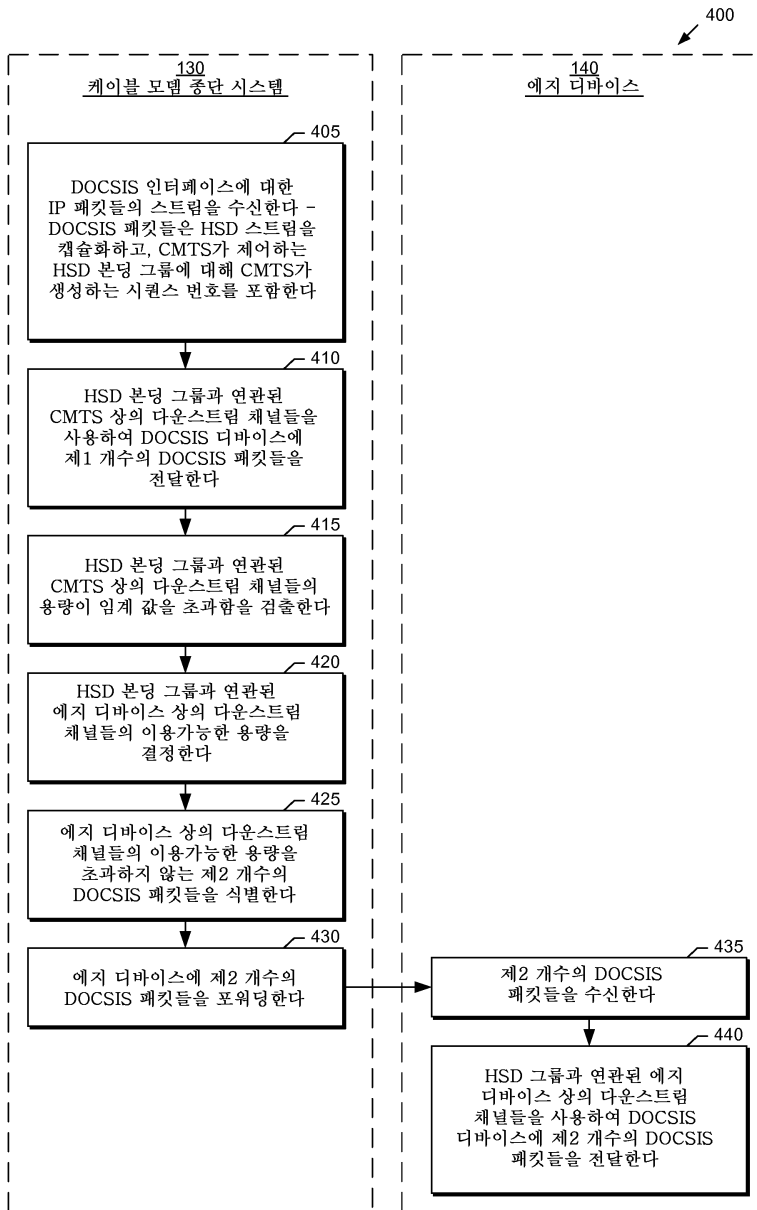 400
130
케이블 모뎀 종단 시스템
405
DOCSIS 인터페이스에 대한
IP 패킷들의 스트림을 수신한다 –
DOCSIS 패킷들은 HSD 스트림을
캡슐화하고, CMTS가 제어하는
HSD 본딩 그룹에 대해 CMTS가
생성하는 시퀀스 번호를 포함한다
410
HSD 본딩 그룹과 연관된
CMTS 상의 다운스트림 채널들을
사용하여 DOCSIS 디바이스에
제1 개수의 DOCSIS 패킷들을
전달한다
415
HSD 본딩 그룹과 연관된
CMTS 상의 다운스트림 채널들의
용량이 임계 값을 초과함을 검출한다
420
HSD 본딩 그룹과 연관된
에지 디바이스 상의 다운스트림
채널들의 이용가능한 용량을
결정한다
425
에지 디바이스 상의 다운스트림
채널들의 이용가능한 용량을
초과하지 않는 제2 개수의
DOCSIS 패킷들을 식별한다
430
에지 디바이스에 제2 개수의
DOCSIS 패킷들을 포워딩한다
140
에지 디바이스
435
제2 개수의 DOCSIS
패킷들을 수신한다
440
HSD 그룹과 연관된 에지
디바이스 상의 다운스트림
채널들을 사용하여 DOCSIS
디바이스에 제2 개수의 DOCSIS
패킷들을 전달한다